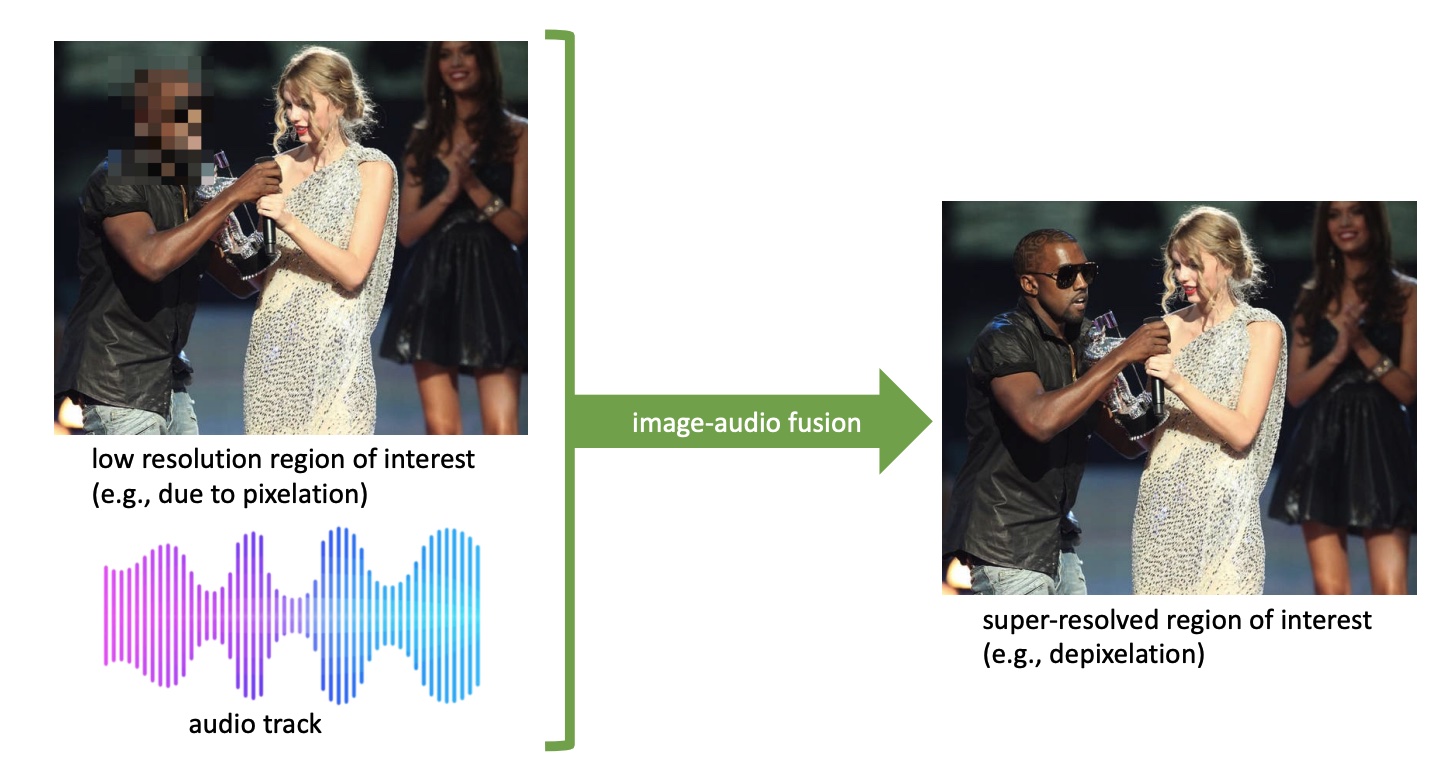 low resolution region of interest
(e.g., due to pixelation)
audio track
image-audio fusion
super-resolved region of interest
(e.g., depixelation)